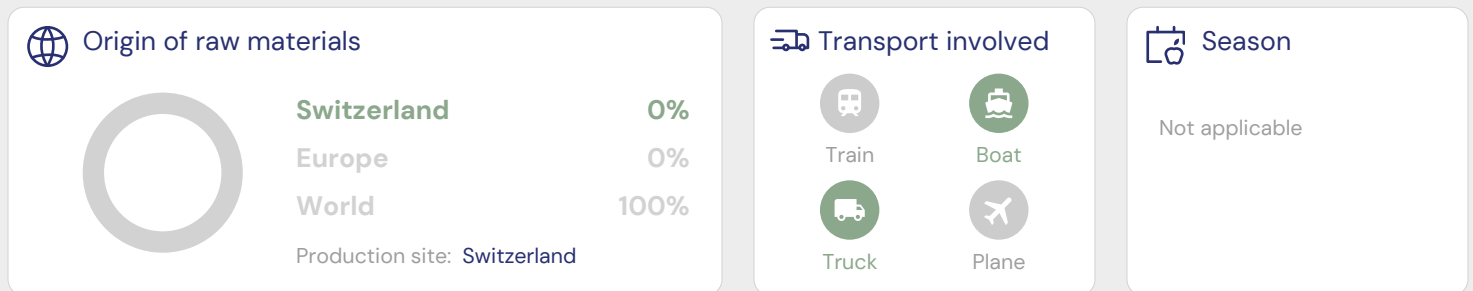 Origin of raw materials
Switzerland 0%
Europe 0%
World 100%
Production site: Switzerland
Transport involved
Train Boat
Truck Plane
Season
Not applicable